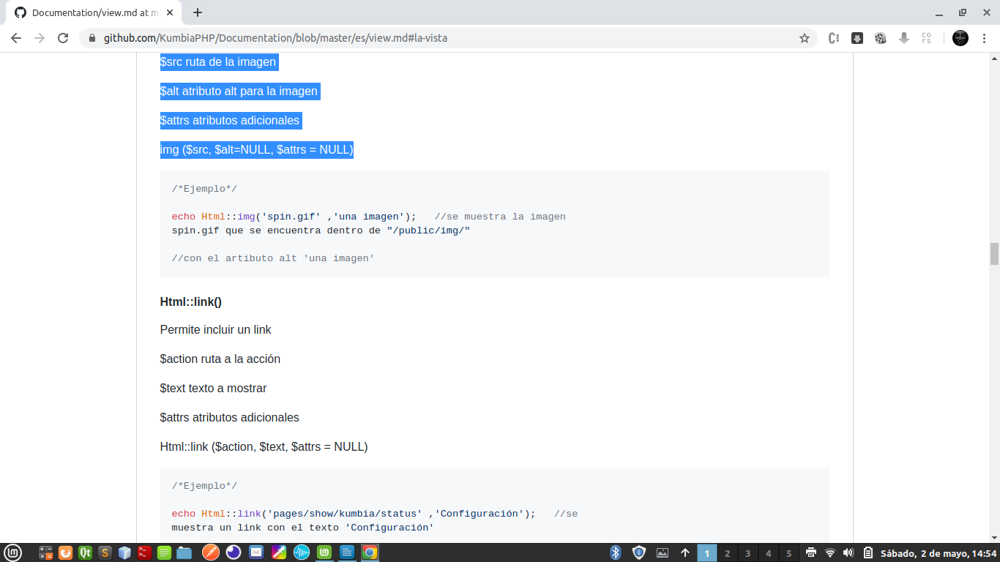 Documentation/view.md at m
github.com/KumbiaPHP/Documentation/blob/master/es/view.md#la-vista
co
rs
$src ruta de la imagen
$alt atributo alt para la imagen
$attrs atributos adicionales
img ($src, $alt=NULL, $attrs = NULL)
/*Ejemplo*/
echo Html::img('spin.gif' ,'una imagen');   //se muestra la imagen
spin.gif que se encuentra dentro de "/public/img/"
//con el artibuto alt 'una imagen'
Html::link()
Permite incluir un link
$action ruta a la acción
$text texto a mostrar
$attrs atributos adicionales
Html::link ($action, $text, $attrs = NULL)
/*Ejemplo*/
echo Html::link('pages/show/kumbia/status' ,'Configuración');   //se
muestra un link con el texto 'Configuración'
Qt
S
1 2 3 4 5
Sábado, 2 de mayo, 14:54